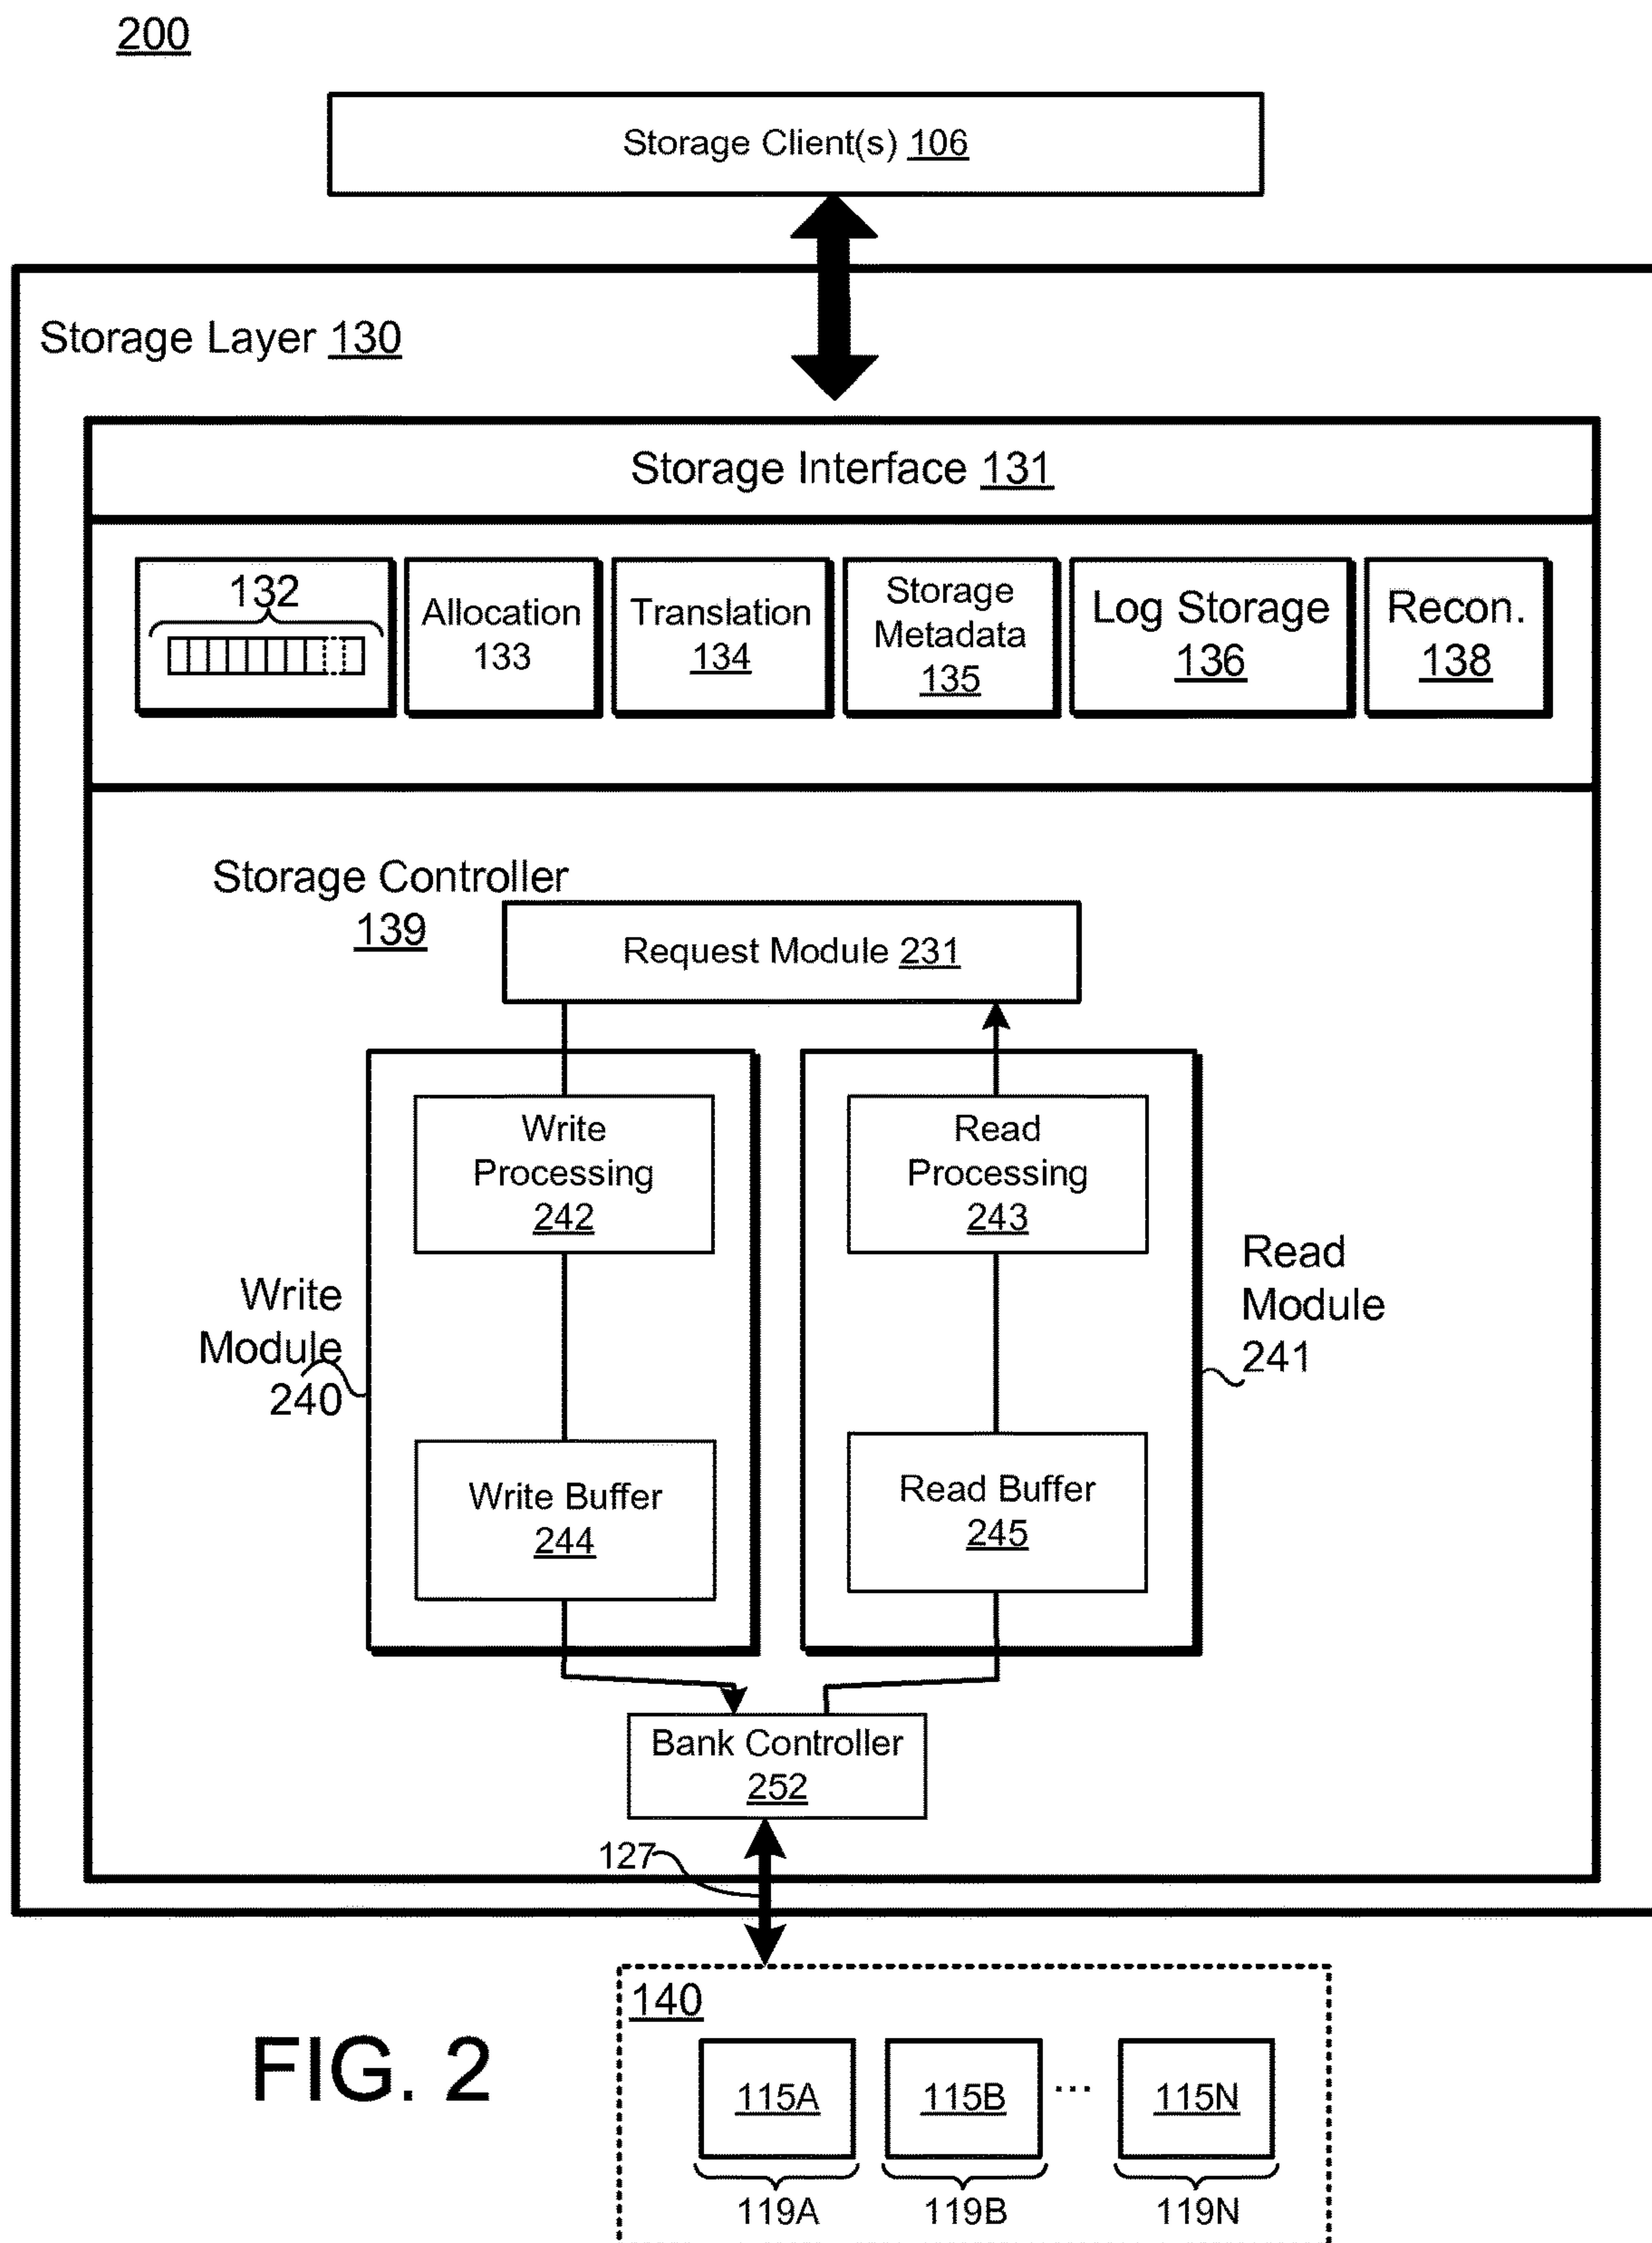 200
Storage Client(s) 106
Storage Layer 130
Storage Interface 131
132
Allocation
133
Translation
134
Storage
Metadata
135
Log Storage
136
Recon.
138
Storage Controller
139
Request Module 231
Write
Processing
242
Read
Processing
243
Write
Module
240
Read
Module
241
Write Buffer
244
Read Buffer
245
Bank Controller
252
127
140
FIG. 2
115A
115B
...
115N
119A
119B
119N